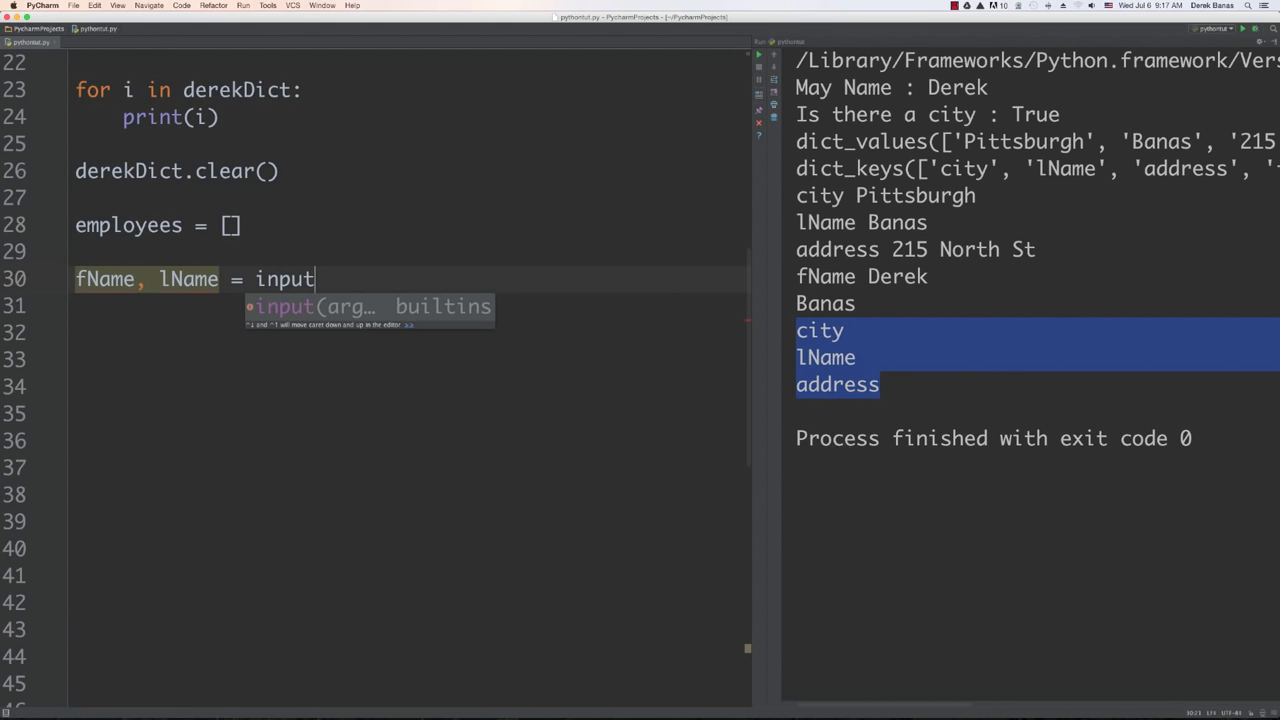 PyCharm File Edit View Navigate Code Refactor Run Tools VCS Window Help 10 Wed Jul 6 9:17 AM Derek Banas
pythontut.py - PycharmProjects - [~/PycharmProjects]
PycharmProjects pythontut.py pythontut
pythontut.py
Run pythontut
22
23 for i in derekDict:
24 print(i)
25
26 derekDict.clear()
27
28 employees = []
29
30 fName, lName = input
31 input(arg… builtins
^↓ and ^↑ will move caret down and up in the editor >>
32
33
34
35
36
37
38
39
40
41
42
43
44
45
/Library/Frameworks/Python.framework/Vers
May Name : Derek
Is there a city : True
dict_values(['Pittsburgh', 'Banas', '215
dict_keys(['city', 'lName', 'address', '
city Pittsburgh
lName Banas
address 215 North St
fName Derek
Banas
city
lName
address
Process finished with exit code 0
30:21 LF‡ UTF-8‡